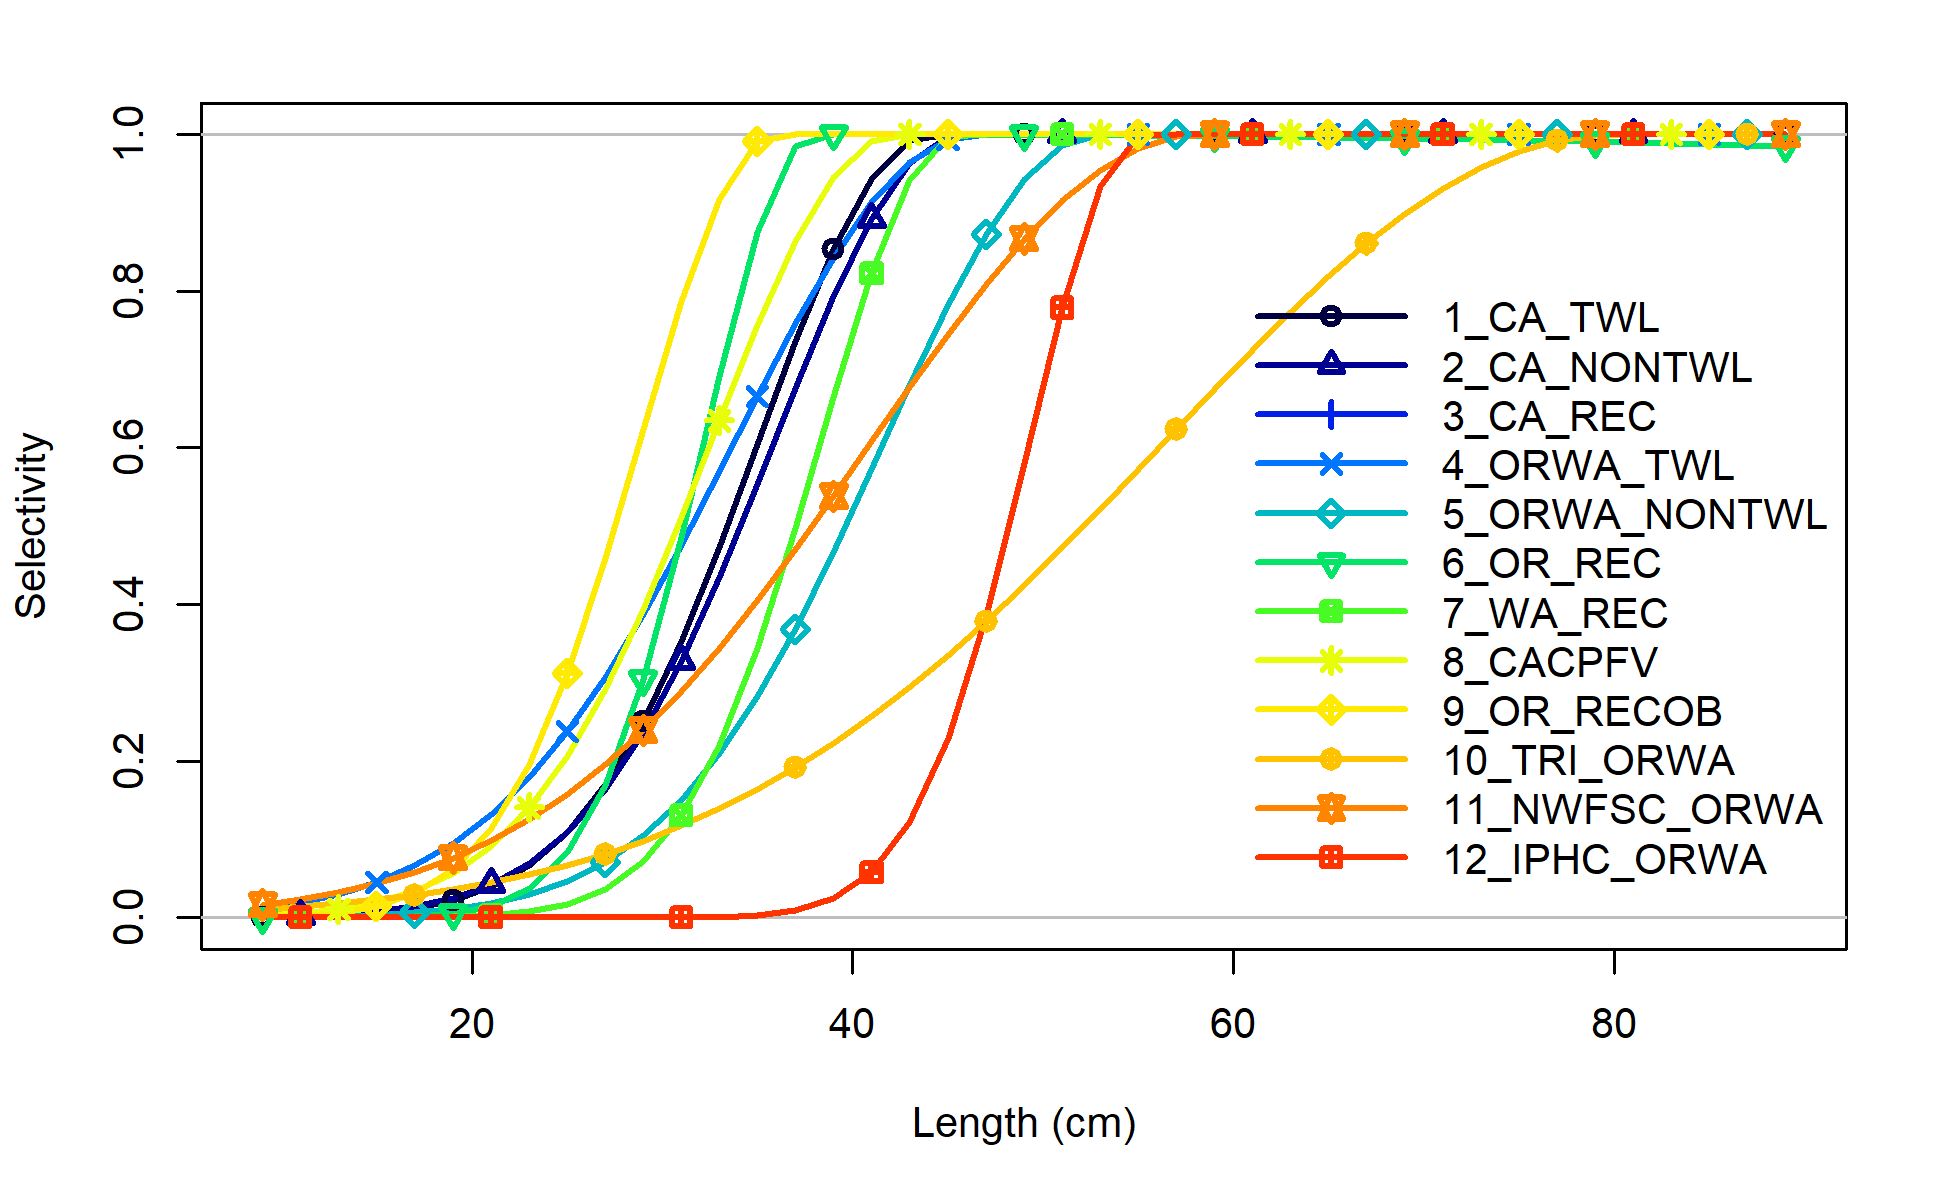 1.0
0.8
0.6
0.4
0.2
0.0
Selectivity
1_CA_TWL
2_CA_NONTWL
3_CA_REC
4_ORWA_TWL
5_ORWA_NONTWL
6_OR_REC
7_WA_REC
8_CACPFV
9_OR_RECOB
10_TRI_ORWA
11_NWFSC_ORWA
12_IPHC_ORWA
20 40 60 80
Length (cm)